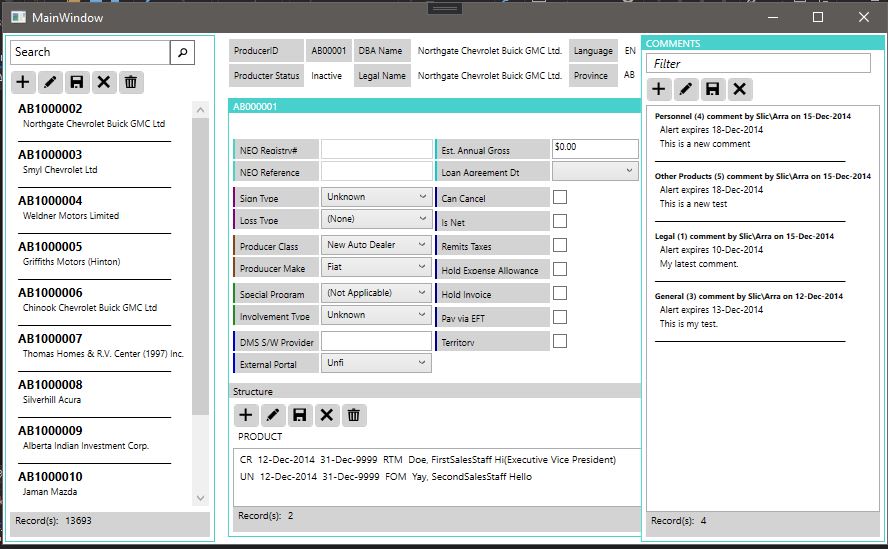 MainWindow
Search
AB1000002
Northgate Chevrolet Buick GMC Ltd
AB1000003
Smyl Chevrolet Ltd
AB1000004
Weldner Motors Limited
AB1000005
Griffiths Motors (Hinton)
AB1000006
Chinook Chevrolet Buick GMC Ltd
AB1000007
Thomas Homes & R.V. Center (1997) Inc.
AB1000008
Silverhill Acura
AB1000009
Alberta Indian Investment Corp.
AB1000010
Jaman Mazda
Record(s): 13693
ProducerID AB00001 DBA Name Northgate Chevrolet Buick GMC Ltd. Language EN
Producter Status Inactive Legal Name Northgate Chevrolet Buick GMC Ltd. Province AB
AB000001
NEO Registry# Est. Annual Gross $0.00
NEO Reference Loan Agreement Dt
Sign Type Unknown Can Cancel
Loss Type (None) Is Net
Producer Class New Auto Dealer Remits Taxes
Produucer Make Fiat Hold Expense Allowance
Special Program (Not Applicable) Hold Invoice
Involvement Type Unknown Pay via EFT
DMS S/W Provider Territory
External Portal Unfi
Structure
PRODUCT
CR 12-Dec-2014 31-Dec-9999 RTM Doe, FirstSalesStaff Hi(Executive Vice President)
UN 12-Dec-2014 31-Dec-9999 FOM Yay, SecondSalesStaff Hello
Record(s): 2
COMMENTS
Filter
Personnel (4) comment by Slic\Arra on 15-Dec-2014
Alert expires 18-Dec-2014
This is a new comment
Other Products (5) comment by Slic\Arra on 15-Dec-2014
Alert expires 18-Dec-2014
This is a new test
Legal (1) comment by Slic\Arra on 15-Dec-2014
Alert expires 10-Dec-2014
My latest comment.
General (3) comment by Slic\Arra on 12-Dec-2014
Alert expires 13-Dec-2014
This is my test.
Record(s): 4